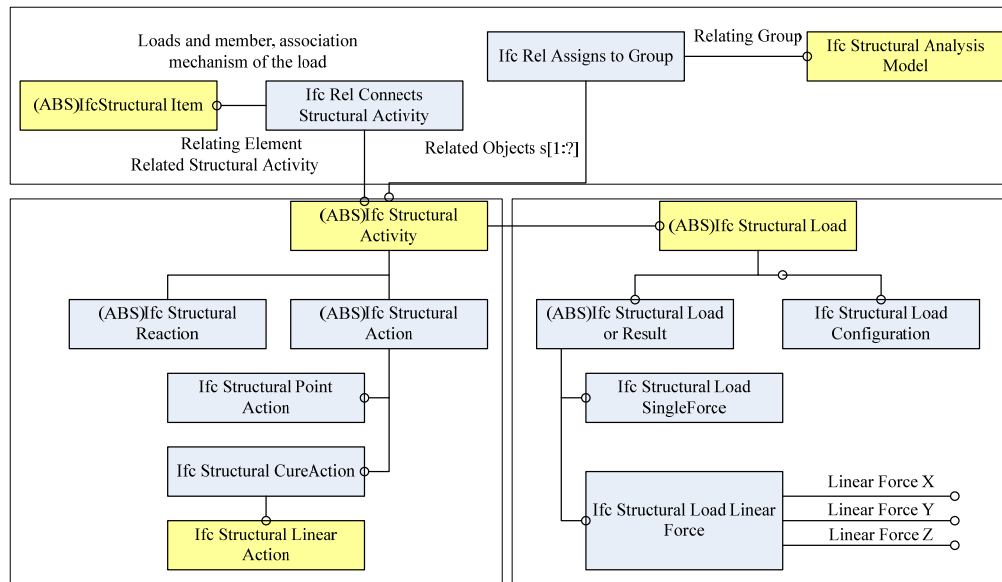 Loads and member, association
mechanism of the load
Ifc Rel Assigns to Group
Relating Group
Ifc Structural Analysis
Model
(ABS)IfcStructural Item
Ifc Rel Connects
Structural Activity
Relating Element
Related Structural Activity
Related Objects s[1:?]
(ABS)Ifc Structural
Activity
(ABS)Ifc Structural Load
(ABS)Ifc Structural
Reaction
(ABS)Ifc Structural
Action
(ABS)Ifc Structural Load
or Result
Ifc Structural Load
Configuration
Ifc Structural Point
Action
Ifc Structural Load
SingleForce
Ifc Structural CureAction
Ifc Structural Linear
Action
Ifc Structural Load Linear
Force
Linear Force X
Linear Force Y
Linear Force Z